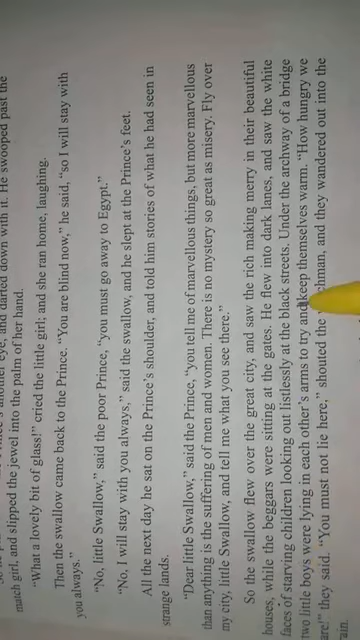 another eye, and darted down with it. He swooped past the
match girl, and slipped the jewel into the palm of her hand.
"What a lovely bit of glass!" cried the little girl; and she ran home, laughing.
Then the swallow came back to the Prince. "You are blind now," he said, "so I will stay with
you always."
"No, little Swallow," said the poor Prince, "you must go away to Egypt."
"No, I will stay with you always," said the swallow, and he slept at the Prince's feet.
All the next day he sat on the Prince's shoulder, and told him stories of what he had seen in
strange lands.
"Dear little Swallow," said the Prince, "you tell me of marvellous things, but more marvellous
than anything is the suffering of men and women. There is no mystery so great as misery. Fly over
my city, little Swallow, and tell me what you see there."
So the swallow flew over the great city, and saw the rich making merry in their beautiful
houses, while the beggars were sitting at the gates. He flew into dark lanes, and saw the white
faces of starving children looking out listlessly at the black streets. Under the archway of a bridge
two little boys were lying in each other's arms to try and keep themselves warm. "How hungry we
are!" they said. "You must not lie here," shouted the and they wandered out into the